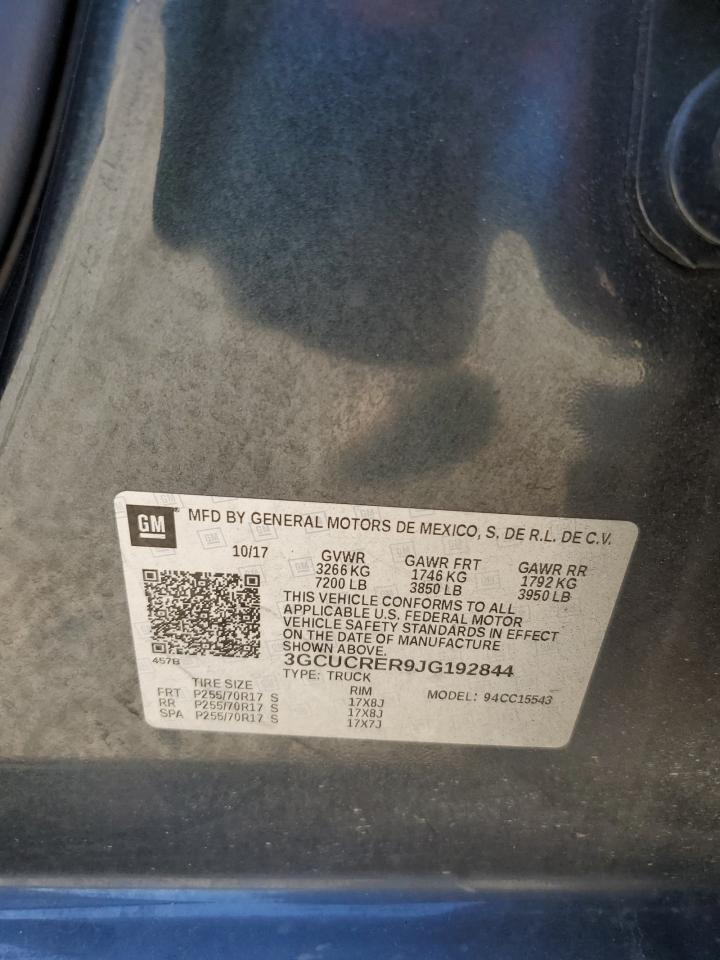 GM MFD BY GENERAL MOTORS DE MEXICO, S. DE R.L. DE C.V.
10/17 GVWR GAWR FRT GAWR RR
3266 KG 1746 KG 1792 KG
7200 LB 3850 LB 3950 LB
THIS VEHICLE CONFORMS TO ALL
APPLICABLE U.S. FEDERAL MOTOR
VEHICLE SAFETY STANDARDS IN EFFECT
ON THE DATE OF MANUFACTURE
SHOWN ABOVE.
457B 3GCUCRER9JG192844
TYPE: TRUCK MODEL: 94CC15543
TIRE SIZE RIM
FRT P255/70R17 S 17X8J
RR P255/70R17 S 17X8J
SPA P255/70R17 S 17X7J